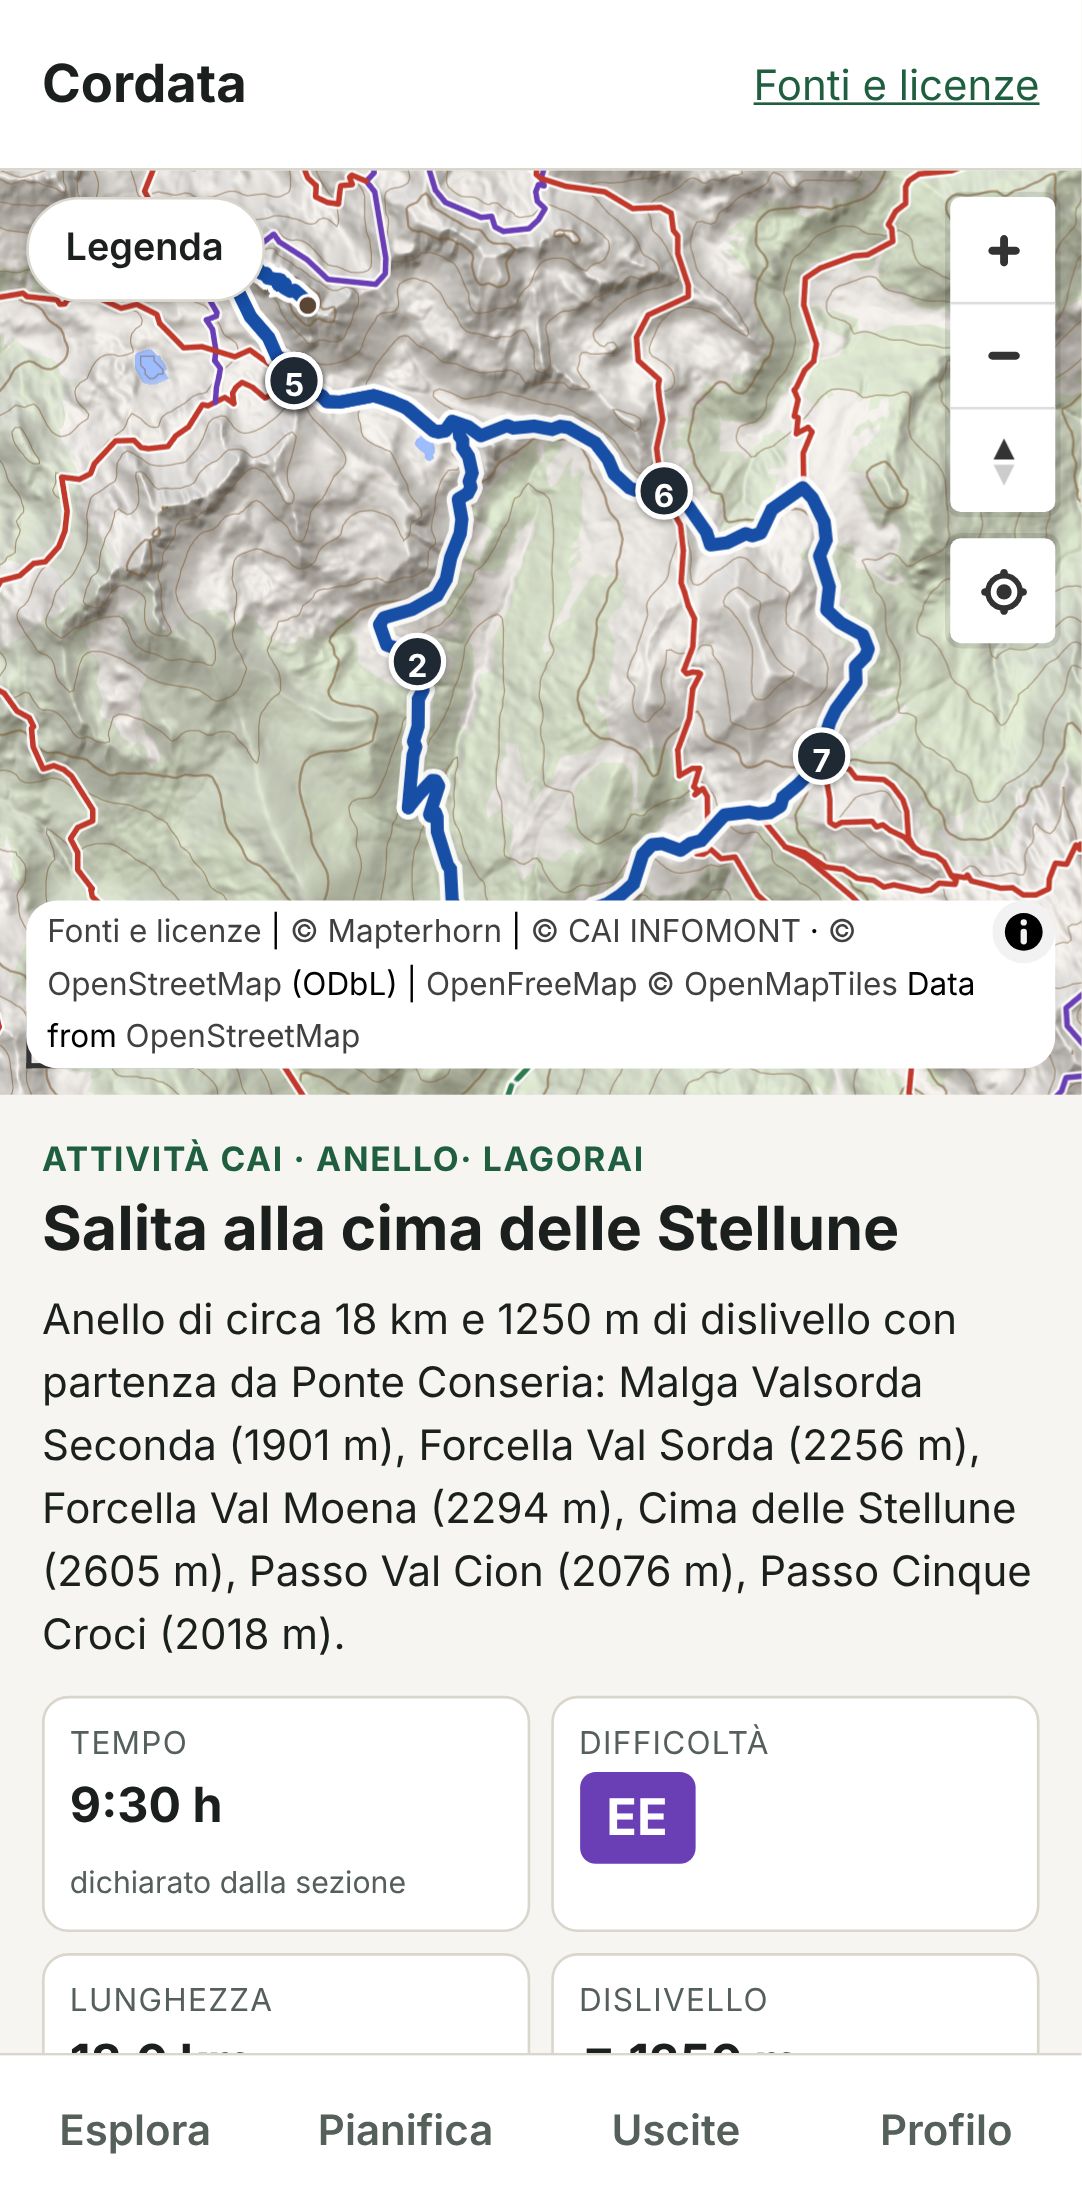 Cordata
Fonti e licenze
Legenda
5
6
2
7
Fonti e licenze | © Mapterhorn | © CAI INFOMONT · ©
OpenStreetMap (ODbL) | OpenFreeMap © OpenMapTiles Data
from OpenStreetMap
ATTIVITÀ CAI · ANELLO· LAGORAI
Salita alla cima delle Stellune
Anello di circa 18 km e 1250 m di dislivello con
partenza da Ponte Conseria: Malga Valsorda
Seconda (1901 m), Forcella Val Sorda (2256 m),
Forcella Val Moena (2294 m), Cima delle Stellune
(2605 m), Passo Val Cion (2076 m), Passo Cinque
Croci (2018 m).
TEMPO
9:30 h
dichiarato dalla sezione
DIFFICOLTÀ
EE
LUNGHEZZA
DISLIVELLO
Esplora
Pianifica
Uscite
Profilo